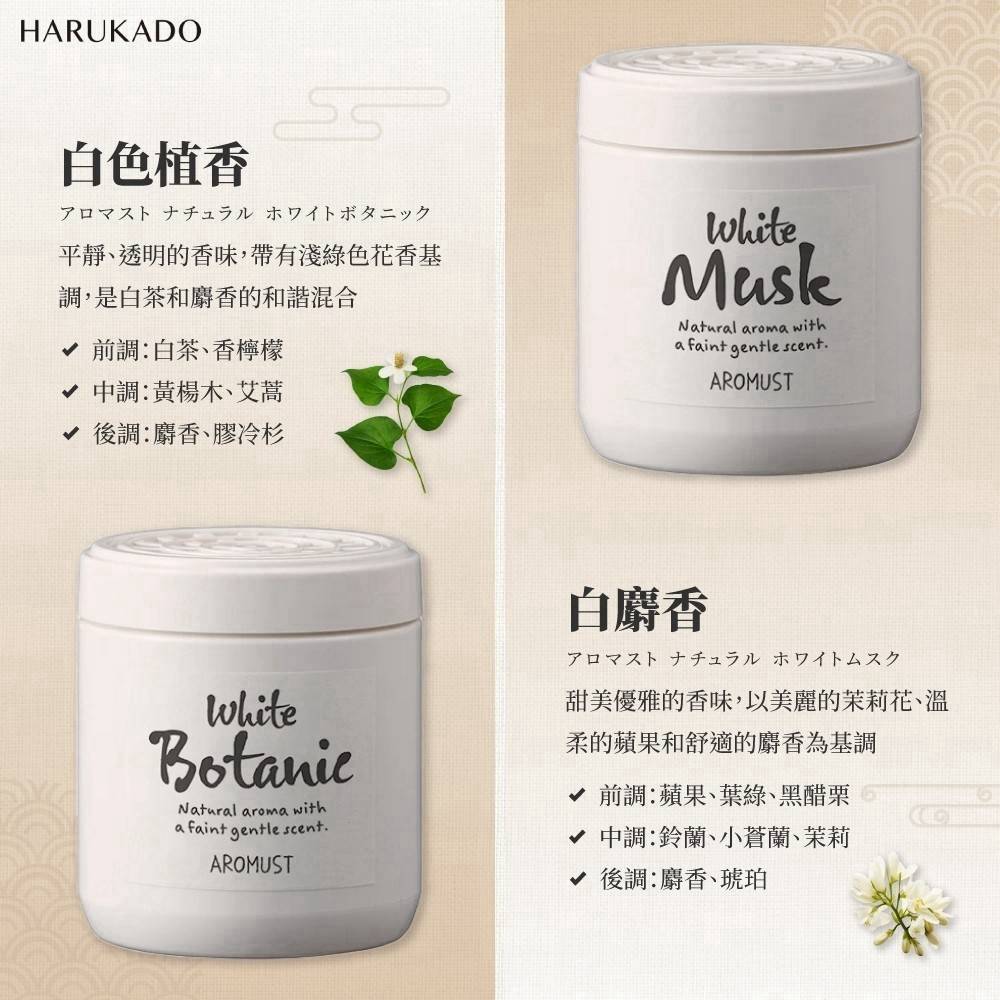 HARUKADO
白色植香
アロマスト ナチュラル ホワイトボタニック
平靜、透明的香味,帶有淺綠色花香基
調,是白茶和麝香的和諧混合
✔ 前調:白茶、香檸檬
✔ 中調:黃楊木、艾蒿
✔ 後調:麝香、膠冷杉
White
Botanic
Natural aroma with
a faint gentle scent.
AROMUST
White
Musk
Natural aroma with
a faint gentle scent.
AROMUST
白麝香
アロマスト ナチュラル ホワイトムスク
甜美優雅的香味,以美麗的茉莉花、溫
柔的蘋果和舒適的麝香為基調
✔ 前調:蘋果、葉綠、黑醋栗
✔ 中調:鈴蘭、小蒼蘭、茉莉
✔ 後調:麝香、琥珀